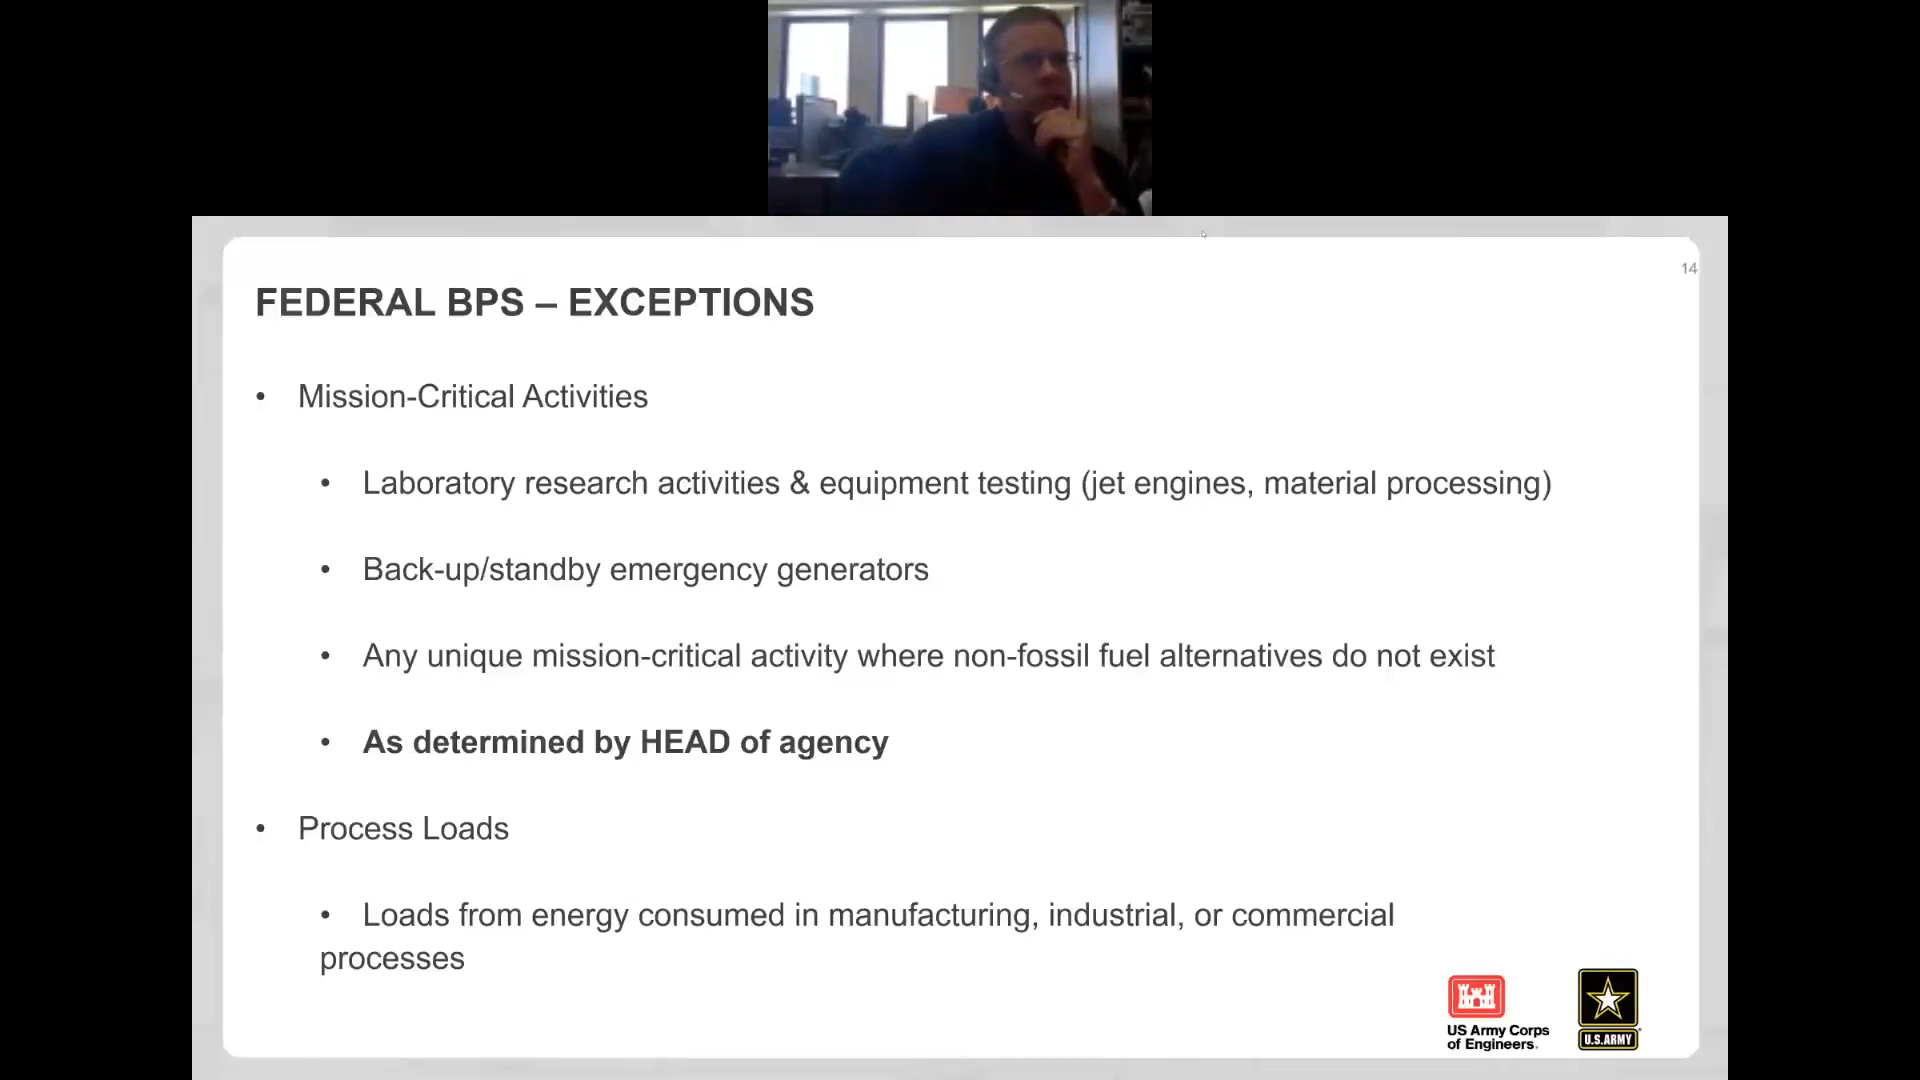 14
FEDERAL BPS – EXCEPTIONS
• Mission-Critical Activities
• Laboratory research activities & equipment testing (jet engines, material processing)
• Back-up/standby emergency generators
• Any unique mission-critical activity where non-fossil fuel alternatives do not exist
• As determined by HEAD of agency
• Process Loads
• Loads from energy consumed in manufacturing, industrial, or commercial
processes
US Army Corps
of Engineers.
U.S.ARMY